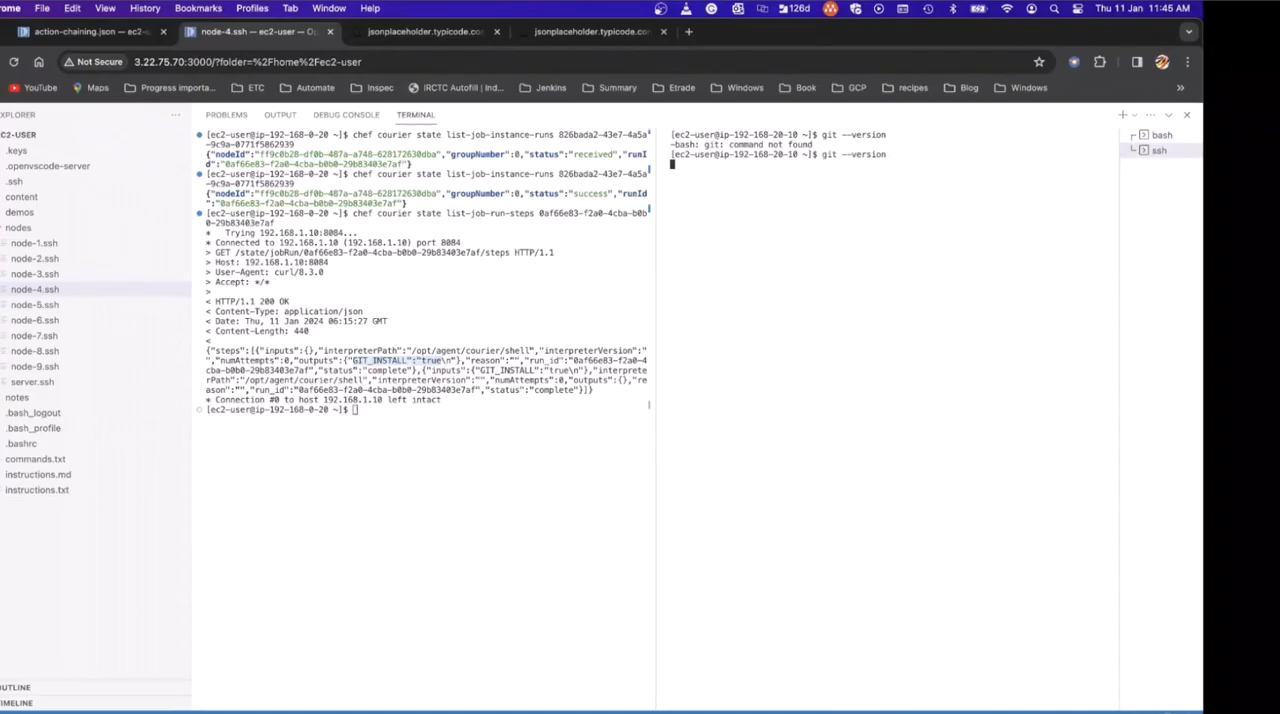 ome File Edit View History Bookmarks Profiles Tab Window Help 126d Thu 11 Jan 11:45 AM
action-chaining.json — ec2-u × node-4.ssh — ec2-user — Op × jsonplaceholder.typicode.co × jsonplaceholder.typicode.co × +
Not Secure 3.22.75.70:3000/?folder=%2Fhome%2Fec2-user
YouTube Maps Progress importa... ETC Automate Inspec IRCTC Autofill | Ind... Jenkins Summary Etrade Windows Book GCP recipes Blog Windows »
XPLORER ···
C2-USER
.keys
.openvscode-server
.ssh
content
demos
nodes
node-1.ssh
node-2.ssh
node-3.ssh
node-4.ssh
node-5.ssh
node-6.ssh
node-7.ssh
node-8.ssh
node-9.ssh
server.ssh
notes
.bash_logout
.bash_profile
.bashrc
commands.txt
instructions.md
instructions.txt
UTLINE
IMELINE
PROBLEMS OUTPUT DEBUG CONSOLE TERMINAL
[ec2-user@ip-192-168-0-20 ~]$ chef courier state list-job-instance-runs 826bada2-43e7-4a5a
-9c9a-0771f5862939
{"nodeId":"ff9c0b28-df0b-487a-a748-628172630dba","groupNumber":0,"status":"received","runI
d":"0af66e83-f2a0-4cba-b0b0-29b83403e7af"}
[ec2-user@ip-192-168-0-20 ~]$ chef courier state list-job-instance-runs 826bada2-43e7-4a5a
-9c9a-0771f5862939
{"nodeId":"ff9c0b28-df0b-487a-a748-628172630dba","groupNumber":0,"status":"success","runId
":"0af66e83-f2a0-4cba-b0b0-29b83403e7af"}
[ec2-user@ip-192-168-0-20 ~]$ chef courier state list-job-run-steps 0af66e83-f2a0-4cba-b0b
0-29b83403e7af
* Trying 192.168.1.10:8084...
* Connected to 192.168.1.10 (192.168.1.10) port 8084
> GET /state/jobRun/0af66e83-f2a0-4cba-b0b0-29b83403e7af/steps HTTP/1.1
> Host: 192.168.1.10:8084
> User-Agent: curl/8.3.0
> Accept: */*
>
< HTTP/1.1 200 OK
< Content-Type: application/json
< Date: Thu, 11 Jan 2024 06:15:27 GMT
< Content-Length: 440
<
{"steps":[{"inputs":{},"interpreterPath":"/opt/agent/courier/shell","interpreterVersion":"
","numAttempts":0,"outputs":{"GIT_INSTALL":"true\n"},"reason":"","run_id":"0af66e83-f2a0-4
cba-b0b0-29b83403e7af","status":"complete"},{"inputs":{"GIT_INSTALL":"true\n"},"interprete
rPath":"/opt/agent/courier/shell","interpreterVersion":"","numAttempts":0,"outputs":{},"re
ason":"","run_id":"0af66e83-f2a0-4cba-b0b0-29b83403e7af","status":"complete"}]}
* Connection #0 to host 192.168.1.10 left intact
[ec2-user@ip-192-168-0-20 ~]$
[ec2-user@ip-192-168-20-10 ~]$ git --version
-bash: git: command not found
[ec2-user@ip-192-168-20-10 ~]$ git --version
bash
ssh